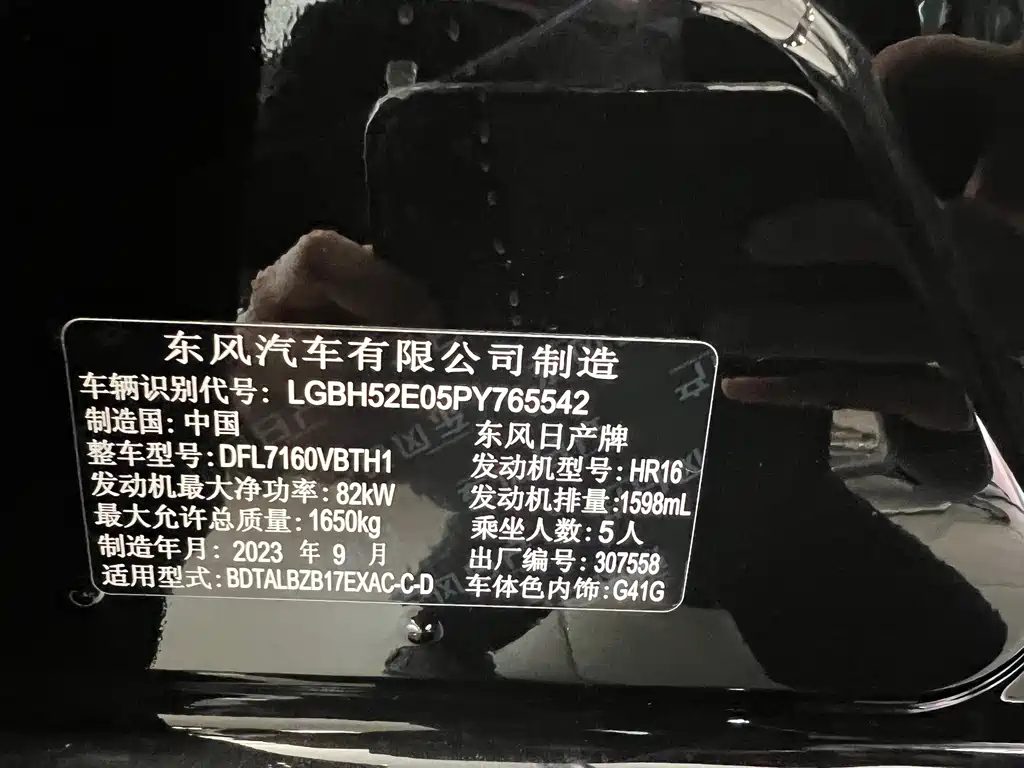 东风汽车有限公司制造
车辆识别代号: LGBH52E05PY765542
制造国: 中国
东风日产牌
整车型号: DFL7160VBTH1
发动机型号: HR16
发动机最大净功率: 82kW
发动机排量: 1598mL
最大允许总质量: 1650kg
乘坐人数: 5人
制造年月: 2023 年 9 月
出厂编号: 307558
适用型式: BDTALBZB17EXAC-C-D
车体色内饰: G41G